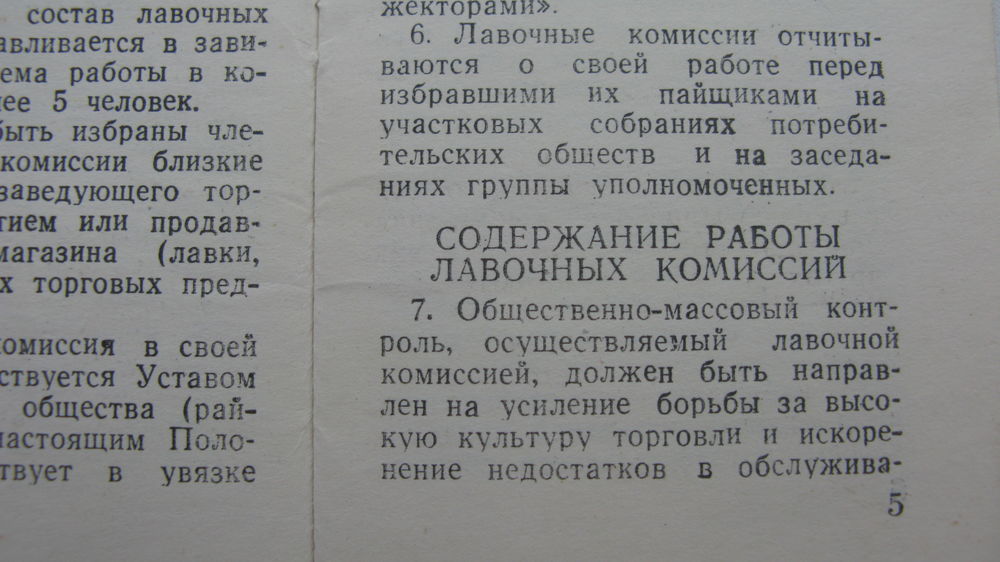 состав лавочных
авливается в зави-
ема работы в ко-
ее 5 человек.
быть избраны чле-
комиссии близкие
заведующего тор-
тием или продав-
магазина (лавки,
х торговых пред-
омиссия в своей
ствуется Уставом
общества (рай-
настоящим Поло-
твует в увязке
жекторами».
6. Лавочные комиссии отчиты-
ваются о своей работе перед
избравшими их пайщиками на
участковых собраниях потреби-
тельских обществ и на заседа-
ниях группы уполномоченных.
СОДЕРЖАНИЕ РАБОТЫ
ЛАВОЧНЫХ КОМИССИЙ
7. Общественно-массовый конт-
роль, осуществляемый лавочной
комиссией, должен быть направ-
лен на усиление борьбы за высо-
кую культуру торговли и искоре-
нение недостатков в обслужива-
5